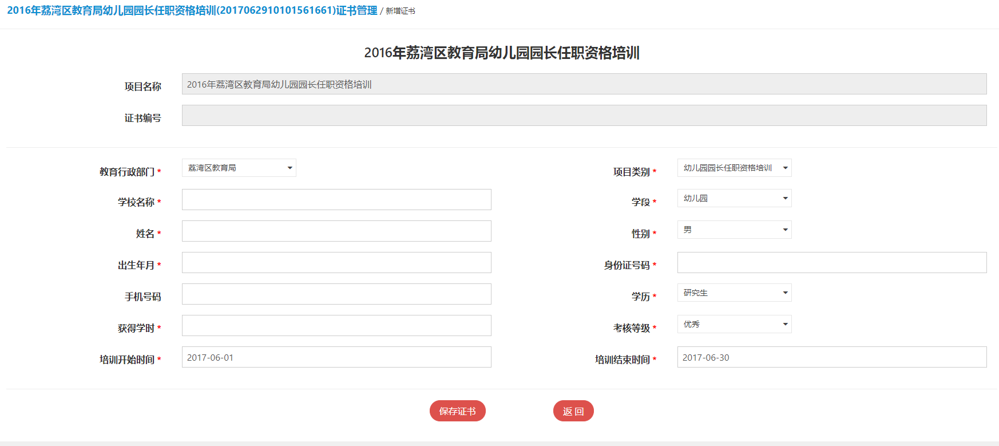 2016年荔湾区教育局幼儿园园长任职资格培训(2017062910101561661)证书管理 / 新增证书
2016年荔湾区教育局幼儿园园长任职资格培训
项目名称 2016年荔湾区教育局幼儿园园长任职资格培训
证书编号
教育行政部门 * 荔湾区教育局 项目类别 * 幼儿园园长任职资格培训
学校名称 * 学段 * 幼儿园
姓名 * 性别 * 男
出生年月 * 身份证号码 *
手机号码 学历 * 研究生
获得学时 * 考核等级 * 优秀
培训开始时间 * 2017-06-01 培训结束时间 * 2017-06-30
保存证书 返 回